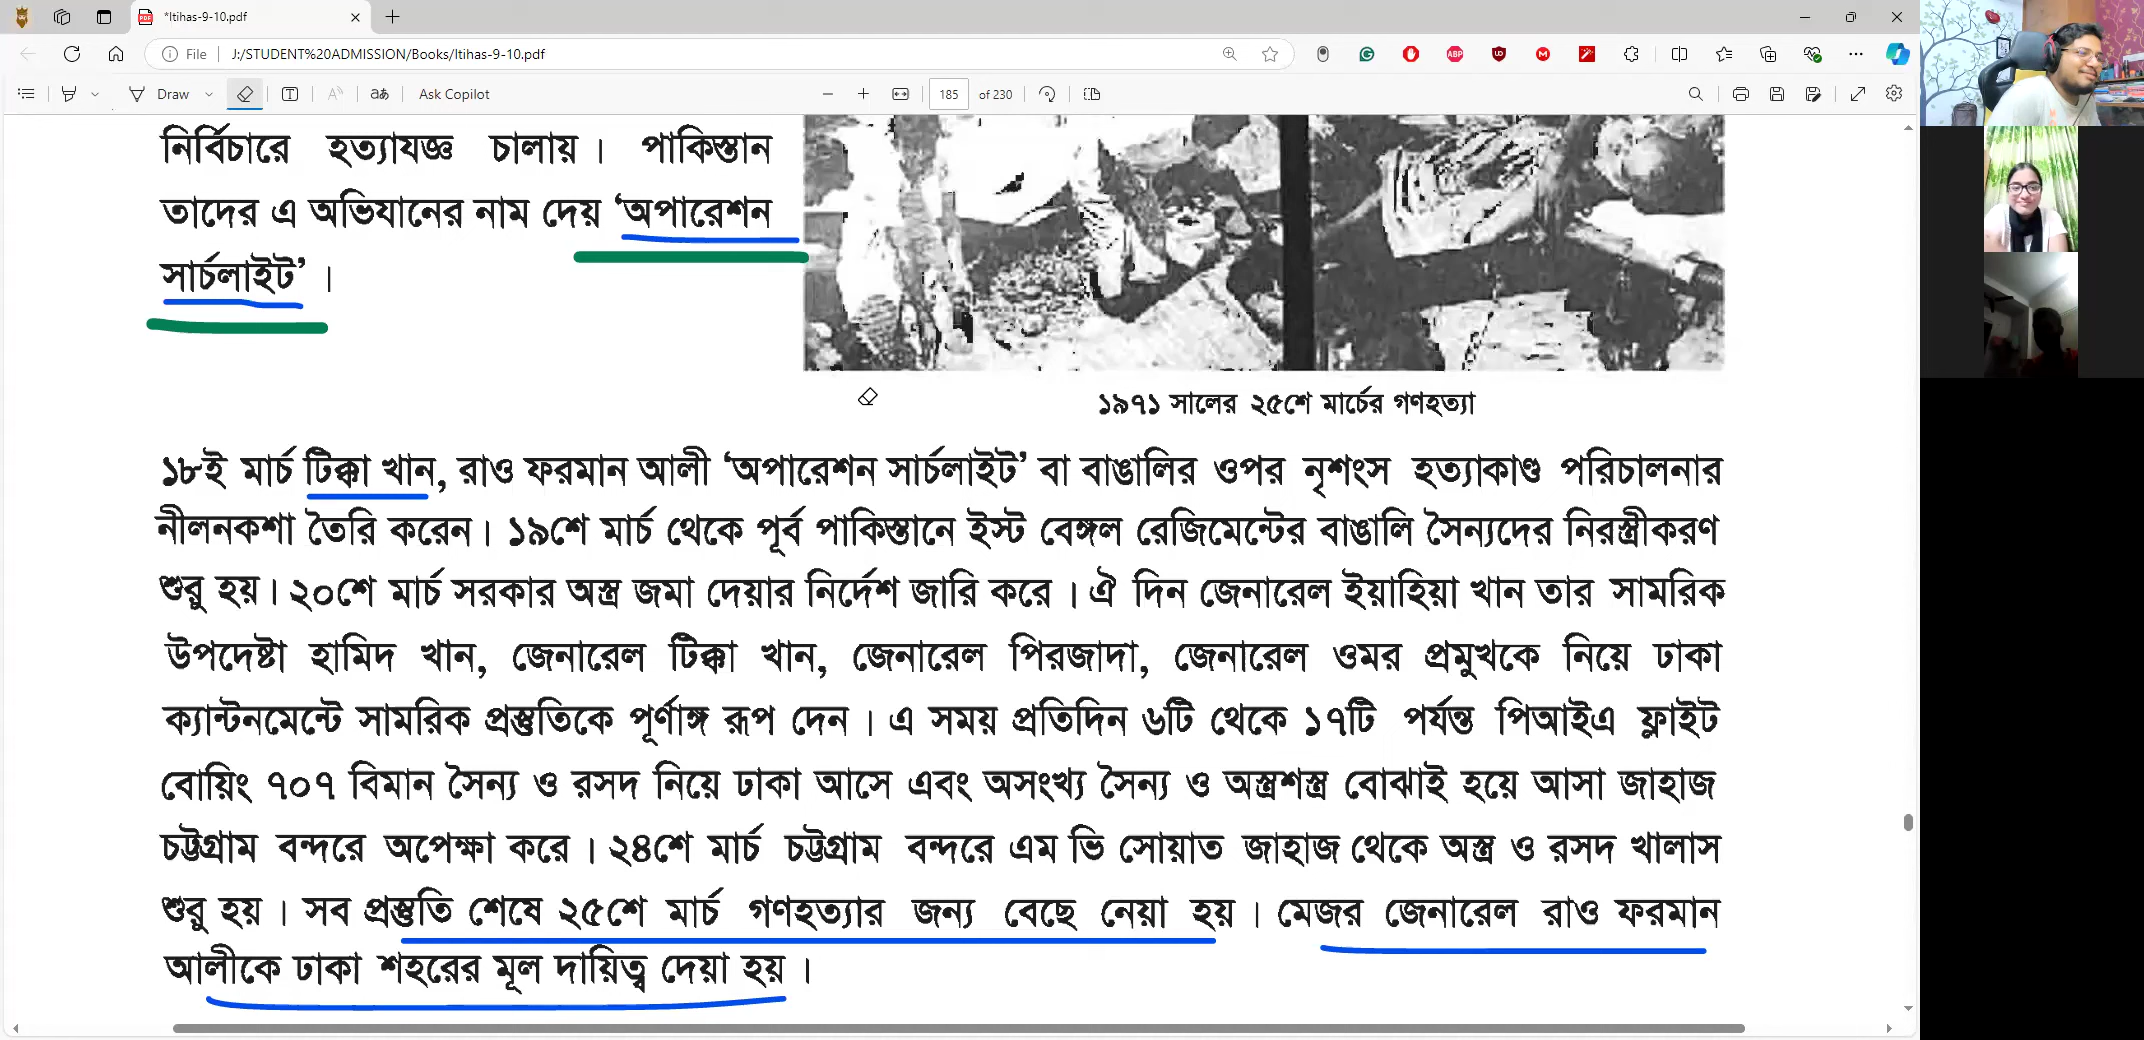 *Itihas-9-10.pdf
File J:/STUDENT%20ADMISSION/Books/Itihas-9-10.pdf
Draw Ask Copilot 185 of 230
নির্বিচারে হত্যাযজ্ঞ চালায়। পাকিস্তান
তাদের এ অভিযানের নাম দেয় ‘অপারেশন
সার্চলাইট’ ।
১৯৭১ সালের ২৫শে মার্চের গণহত্যা
১৮ই মার্চ টিক্কা খান, রাও ফরমান আলী ‘অপারেশন সার্চলাইট’ বা বাঙালির ওপর নৃশংস হত্যাকাণ্ড পরিচালনার
নীলনকশা তৈরি করেন। ১৯শে মার্চ থেকে পূর্ব পাকিস্তানে ইস্ট বেঙ্গল রেজিমেন্টের বাঙালি সৈন্যদের নিরস্ত্রীকরণ
শুরু হয়। ২০শে মার্চ সরকার অস্ত্র জমা দেয়ার নির্দেশ জারি করে । ঐ দিন জেনারেল ইয়াহিয়া খান তার সামরিক
উপদেষ্টা হামিদ খান, জেনারেল টিক্কা খান, জেনারেল পিরজাদা, জেনারেল ওমর প্রমুখকে নিয়ে ঢাকা
ক্যান্টনমেন্টে সামরিক প্রস্তুতিকে পূর্ণাঙ্গ রূপ দেন । এ সময় প্রতিদিন ৬টি থেকে ১৭টি পর্যন্ত পিআইএ ফ্লাইট
বোয়িং ৭০৭ বিমান সৈন্য ও রসদ নিয়ে ঢাকা আসে এবং অসংখ্য সৈন্য ও অস্ত্রশস্ত্র বোঝাই হয়ে আসা জাহাজ
চট্টগ্রাম বন্দরে অপেক্ষা করে । ২৪শে মার্চ চট্টগ্রাম বন্দরে এম ভি সোয়াত জাহাজ থেকে অস্ত্র ও রসদ খালাস
শুরু হয় । সব প্রস্তুতি শেষে ২৫শে মার্চ গণহত্যার জন্য বেছে নেয়া হয় । মেজর জেনারেল রাও ফরমান
আলীকে ঢাকা শহরের মূল দায়িত্ব দেয়া হয় ।